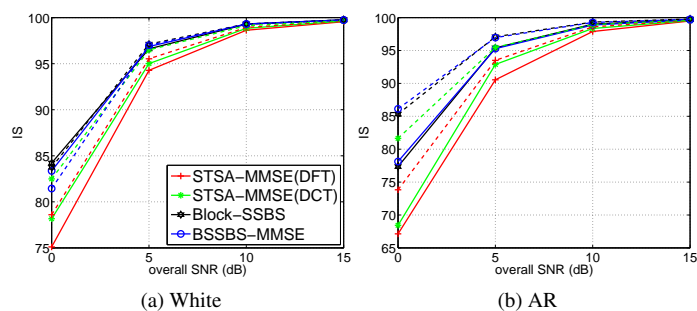 100
95
90
85
80
75
IS
0
5
10
15
overall SNR (dB)
STSA−MMSE(DFT)
STSA−MMSE(DCT)
Block−SSBS
BSSBS−MMSE
(a) White
100
95
90
85
80
75
70
65
IS
0
5
10
15
overall SNR (dB)
(b) AR